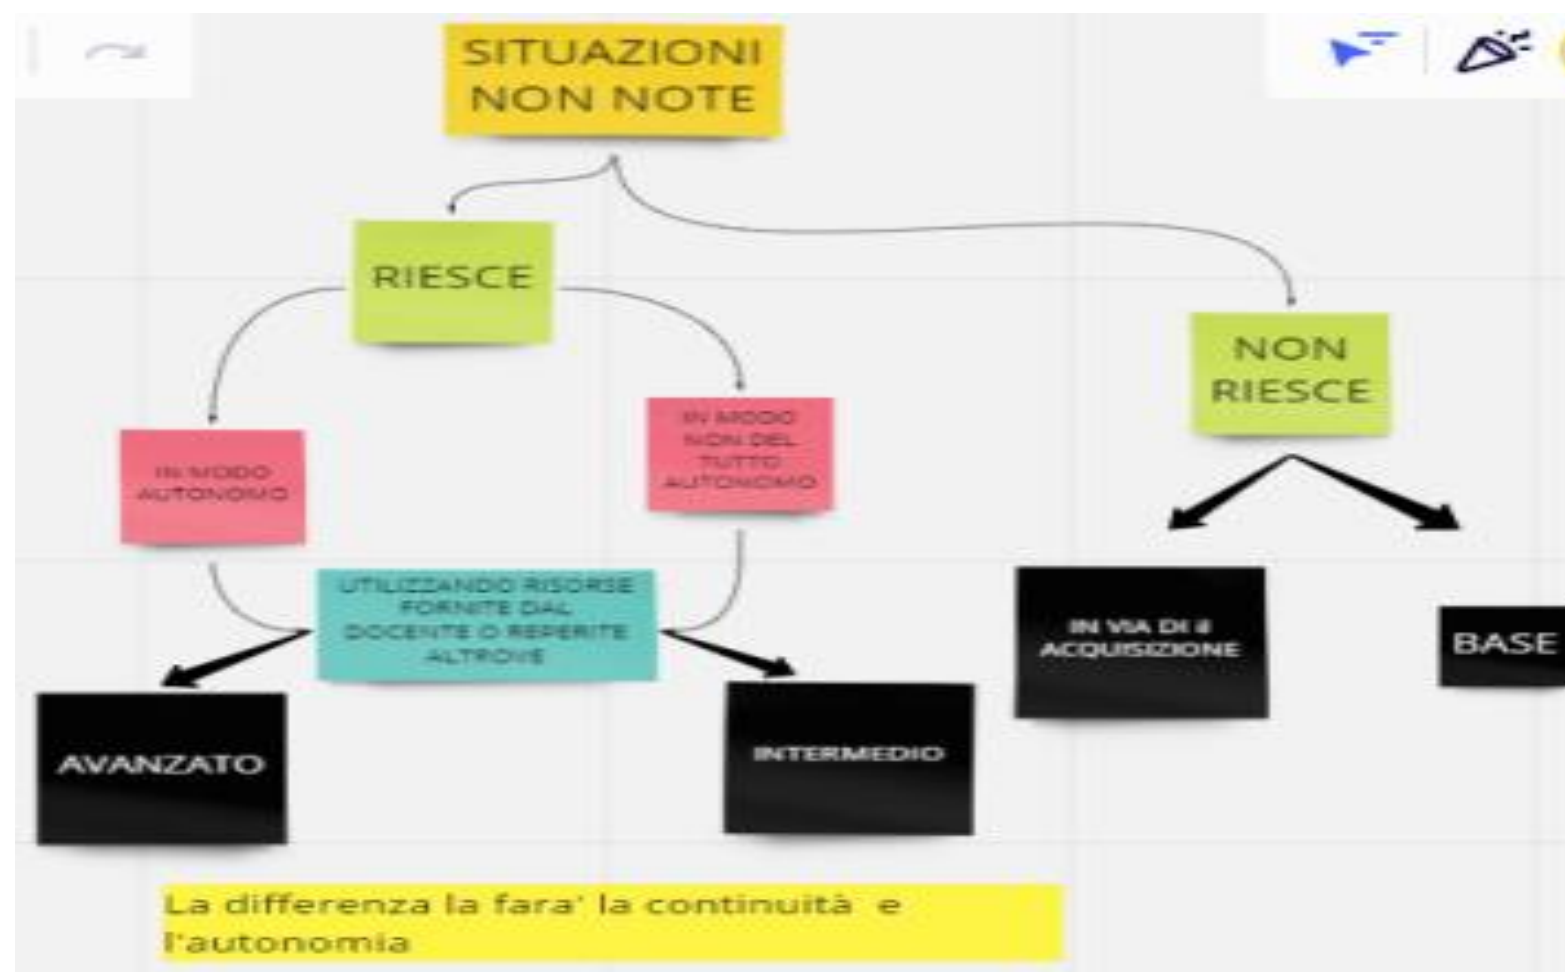 SITUAZIONI
NON NOTE
RIESCE
NON
RIESCE
IN MODO
AUTONOMO
IN MODO
NON DEL
TUTTO
AUTONOMO
UTILIZZANDO RISORSE
FORNITE DAL
DOCENTE O REPERITE
ALTROVE
IN VIA DI
ACQUISIZIONE
BASE
AVANZATO
INTERMEDIO
La differenza la fara' la continuità e
l'autonomia